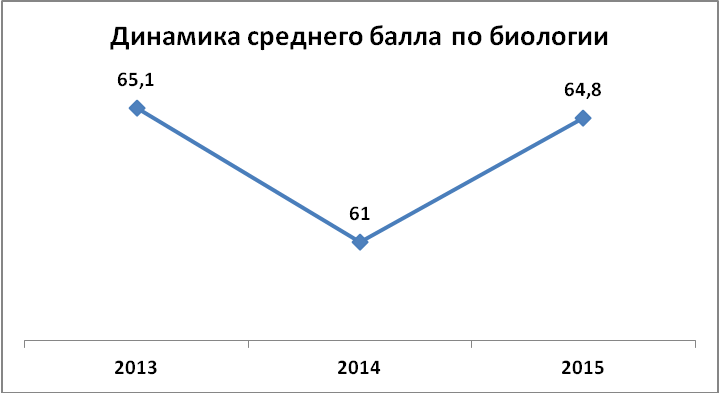 Динамика среднего балла по биологии
65,1
64,8
61
2013 2014 2015